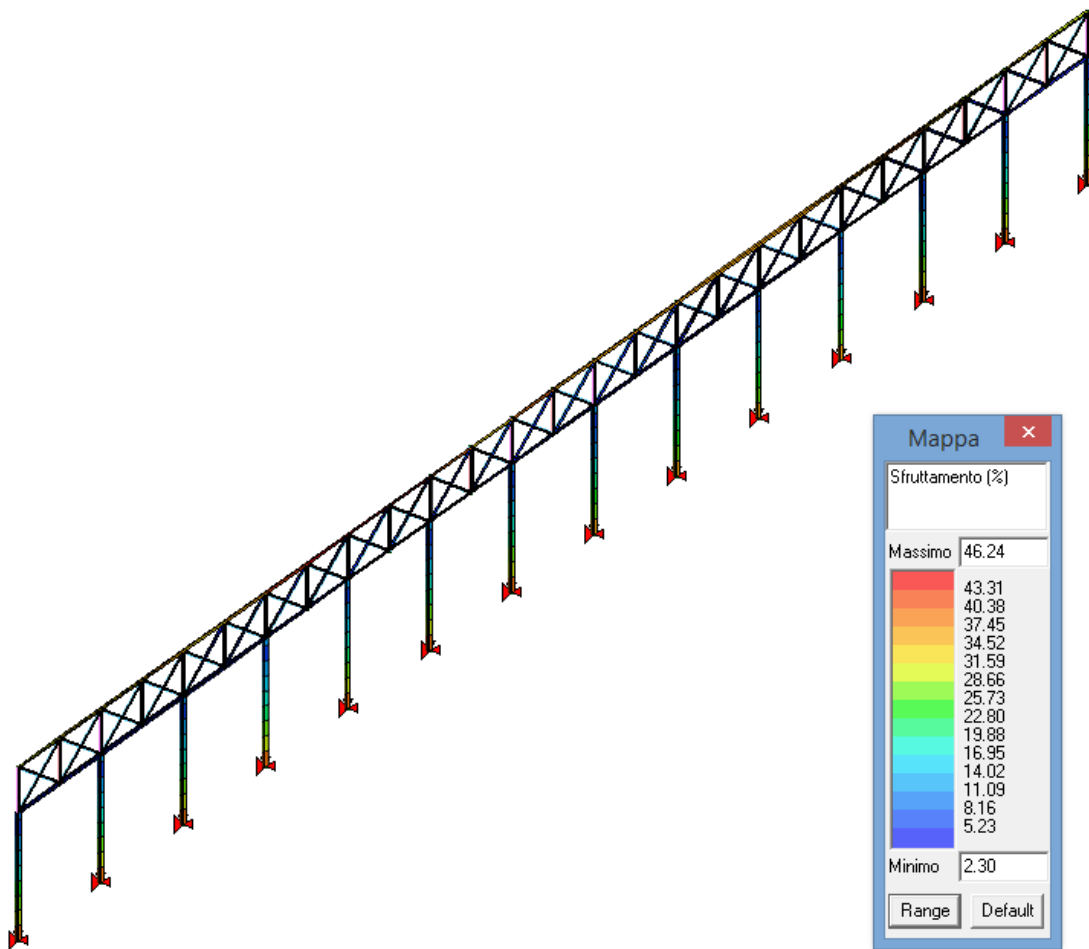 Mappa
Sfruttamento (%)
Massimo 46.24
43.31
40.38
37.45
34.52
31.59
28.66
25.73
22.80
19.88
16.95
14.02
11.09
8.16
5.23
Minimo 2.30
Range Default